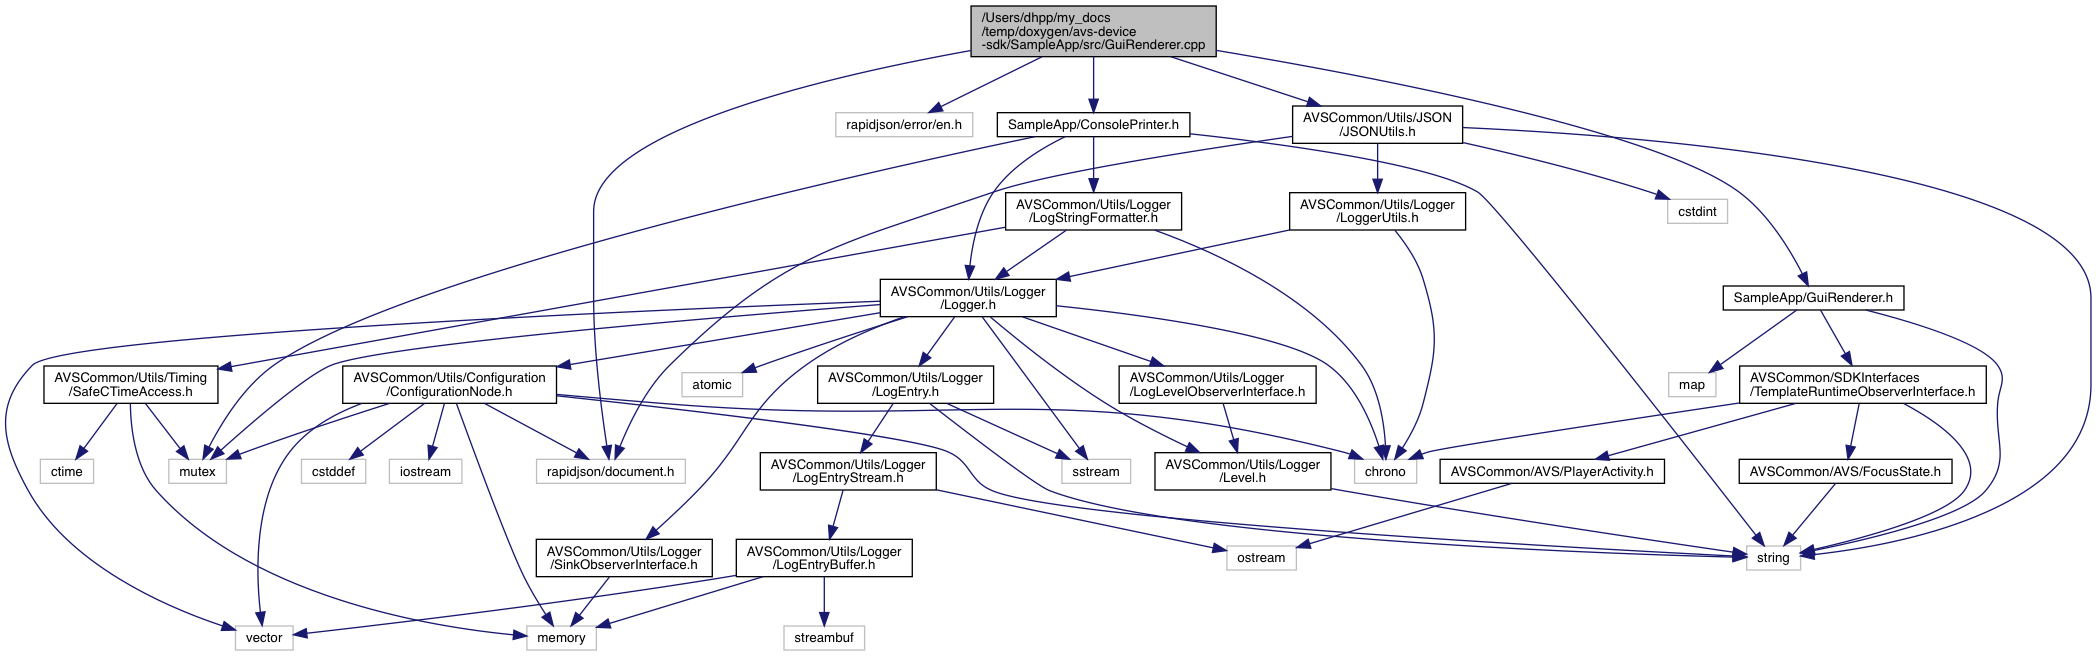 /Users/dhpp/my_docs
/temp/doxygen/avs-device
-sdk/SampleApp/src/GuiRenderer.cpp
rapidjson/error/en.h
SampleApp/ConsolePrinter.h
AVSCommon/Utils/JSON
/JSONUtils.h
AVSCommon/Utils/Logger
/LogStringFormatter.h
AVSCommon/Utils/Logger
/LoggerUtils.h
cstdint
AVSCommon/Utils/Logger
/Logger.h
SampleApp/GuiRenderer.h
AVSCommon/Utils/Timing
/SafeCTimeAccess.h
AVSCommon/Utils/Configuration
/ConfigurationNode.h
atomic
AVSCommon/Utils/Logger
/LogEntry.h
AVSCommon/Utils/Logger
/LogLevelObserverInterface.h
map
AVSCommon/SDKInterfaces
/TemplateRuntimeObserverInterface.h
ctime
mutex
cstddef
iostream
rapidjson/document.h
AVSCommon/Utils/Logger
/LogEntryStream.h
sstream
AVSCommon/Utils/Logger
/Level.h
chrono
AVSCommon/AVS/PlayerActivity.h
AVSCommon/AVS/FocusState.h
AVSCommon/Utils/Logger
/SinkObserverInterface.h
AVSCommon/Utils/Logger
/LogEntryBuffer.h
ostream
string
vector
memory
streambuf